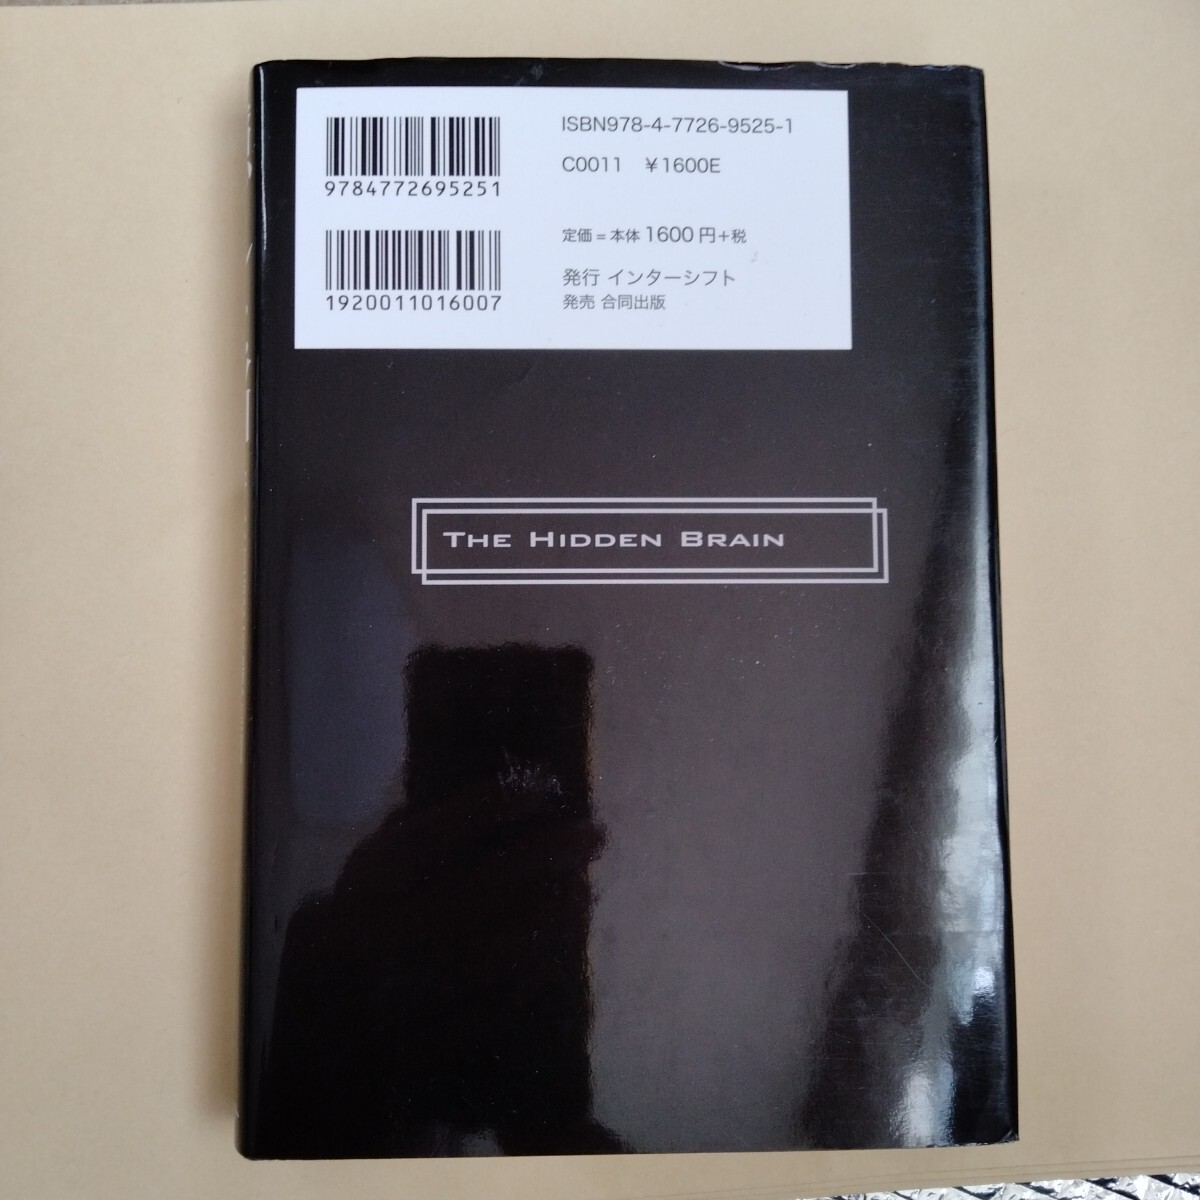 ISBN978-4-7726-9525-1
C0011 ¥1600E
9784772695251
定価=本体1600円+税
発行 インターシフト
発売 合同出版
1920011016007
THE HIDDEN BRAIN